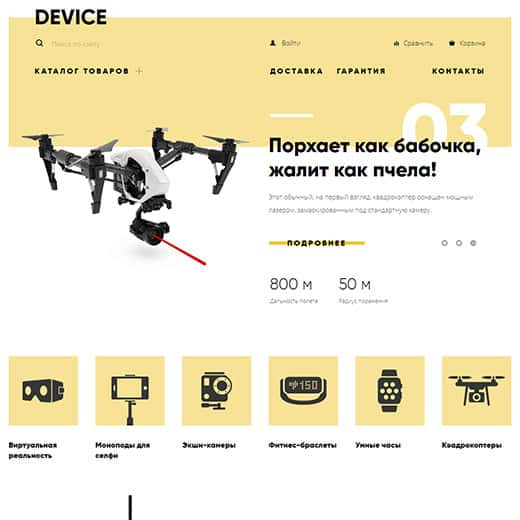 DEVICE
Поиск по сайту
Войти
Сравнить
Корзина
КАТАЛОГ ТОВАРОВ +
ДОСТАВКА
ГАРАНТИЯ
КОНТАКТЫ
03
Порхает как бабочка,
жалит как пчела!
Этот обычный, на первый взгляд, квадрокоптер оснащен мощным
лазером, замаскированным под стандартную камеру.
ПОДРОБНЕЕ
800 м
50 м
Дальность полета
Радиус поражения
150
Виртуальная
реальность
Моноподы для
селфи
Экшн-камеры
Фитнес-браслеты
Умные часы
Квадрокоптеры